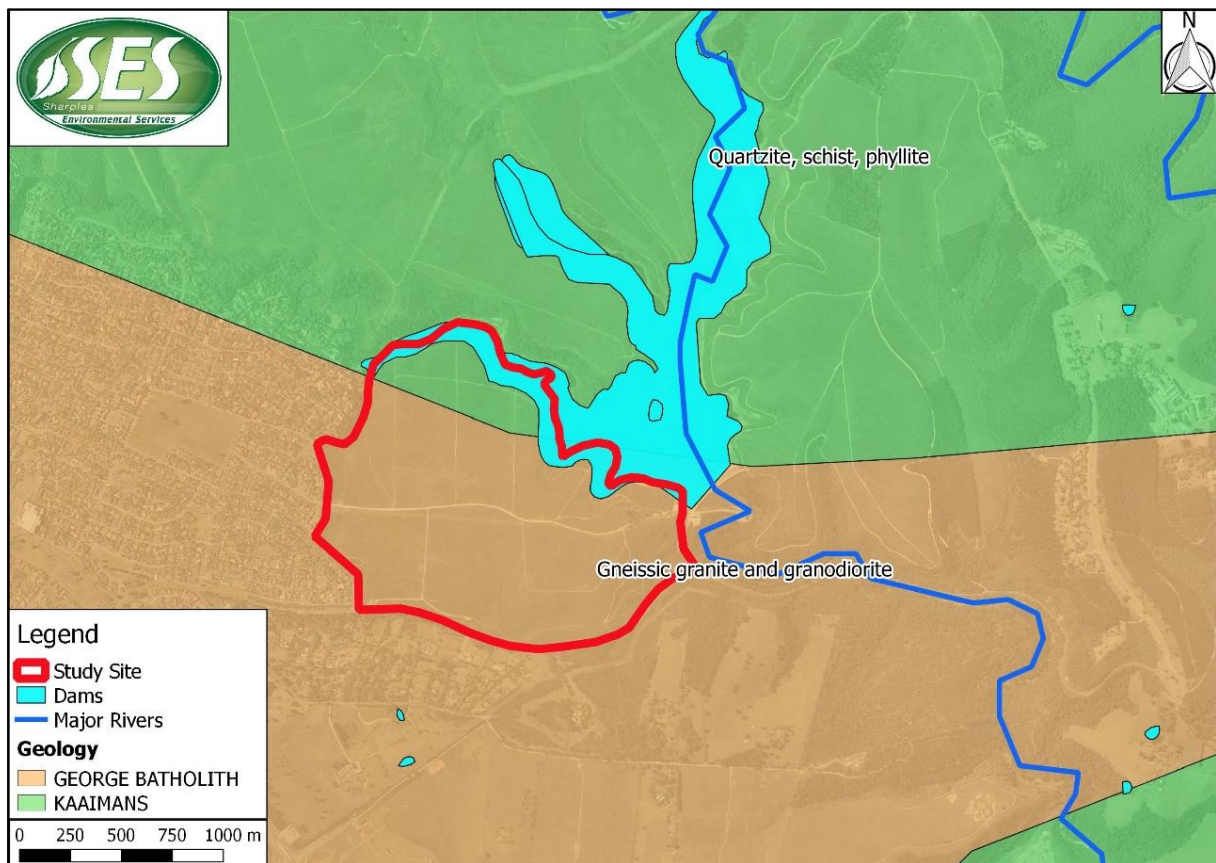 SES
Sharples
Environmental Services
N
Quartzite, schist, phyllite
Gneissic granite and granodiorite
Legend
Study Site
Dams
Major Rivers
Geology
GEORGE BATHOLITH
KAAIMANS
0 250 500 750 1000 m